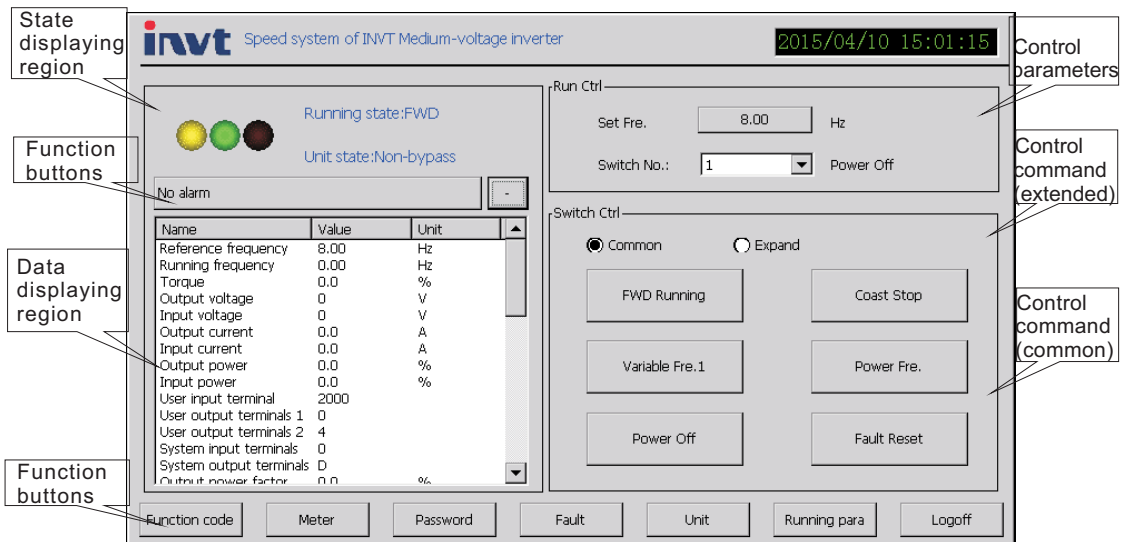 State
displaying
region
Function
buttons
Data
displaying
region
Function
buttons
invt Speed system of INVT Medium-voltage inverter
2015/04/10 15:01:15
Running state:FWD
Unit state:Non-bypass
No alarm -
Name Value Unit
Reference frequency 8.00 Hz
Running frequency 0.00 Hz
Torque 0.0 %
Output voltage 0 V
Input voltage 0 V
Output current 0.0 A
Input current 0.0 A
Output power 0.0 %
Input power 0.0 %
User input terminal 2000
User output terminals 1 0
User output terminals 2 4
System input terminals 0
System output terminals D
Output power factor 0.0 %
Run Ctrl
Set Fre. 8.00 Hz
Switch No.: 1 Power Off
Switch Ctrl
Common Expand
FWD Running Coast Stop
Variable Fre.1 Power Fre.
Power Off Fault Reset
Function code Meter Password Fault Unit Running para Logoff
Control
parameters
Control
command
(extended)
Control
command
(common)